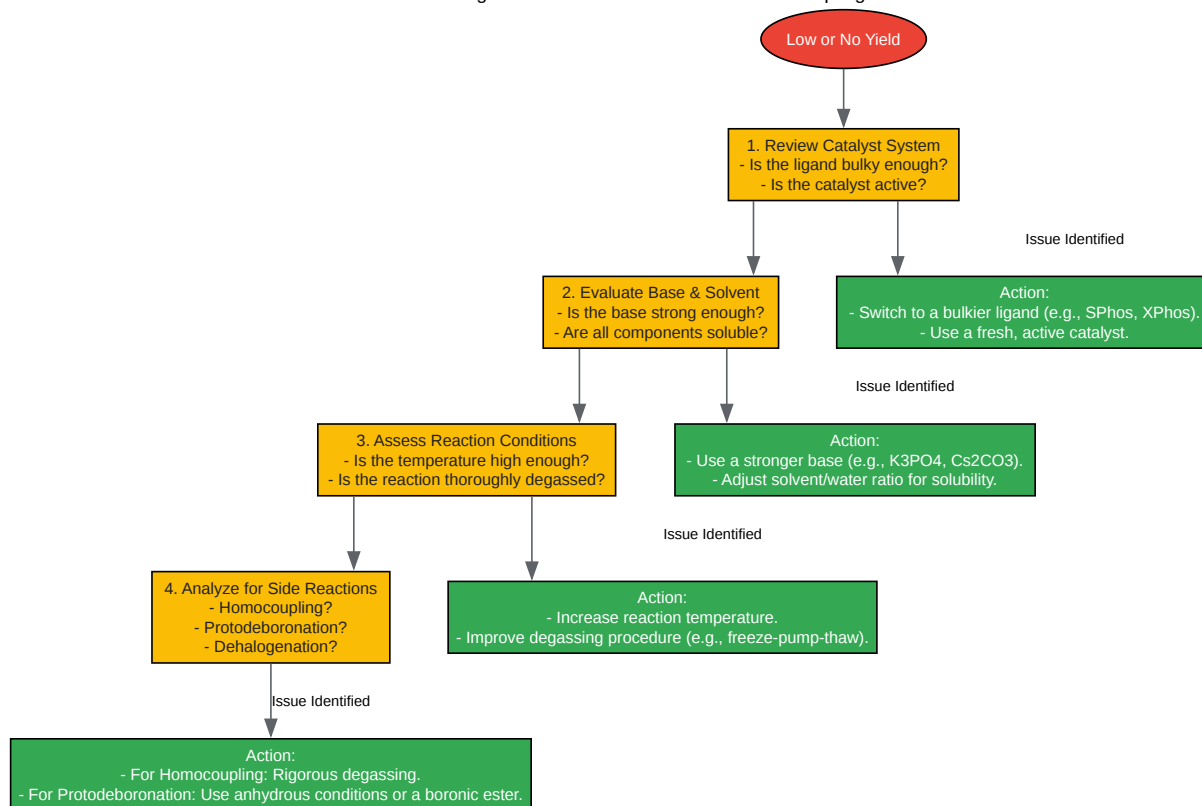 Low or No Yield
1. Review Catalyst System
- Is the ligand bulky enough?
- Is the catalyst active?
Issue Identified
2. Evaluate Base & Solvent
- Is the base strong enough?
- Are all components soluble?
Action:
- Switch to a bulkier ligand (e.g., SPhos, XPhos).
- Use a fresh, active catalyst.
Issue Identified
3. Assess Reaction Conditions
- Is the temperature high enough?
- Is the reaction thoroughly degassed?
Action:
- Use a stronger base (e.g., K3PO4, Cs2CO3).
- Adjust solvent/water ratio for solubility.
Issue Identified
4. Analyze for Side Reactions
- Homocoupling?
- Protodeboronation?
- Dehalogenation?
Action:
- Increase reaction temperature.
- Improve degassing procedure (e.g., freeze-pump-thaw).
Issue Identified
Action:
- For Homocoupling: Rigorous degassing.
- For Protodeboronation: Use anhydrous conditions or a boronic ester.